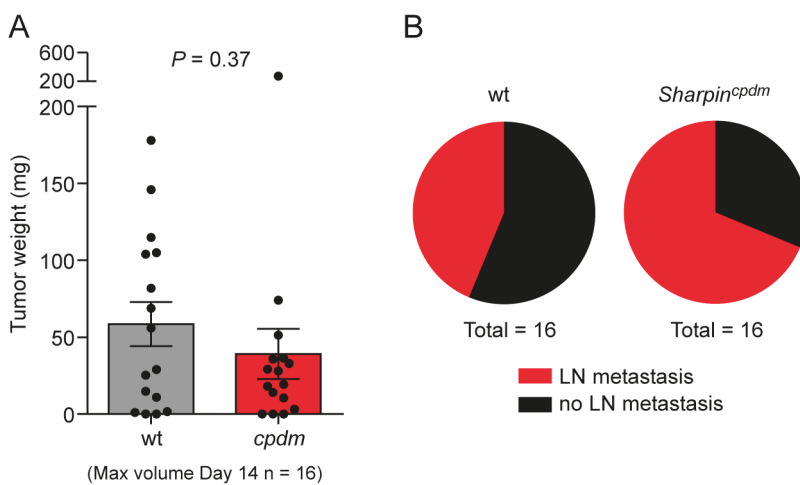 A
Tumor weight (mg)
600
200
200
150
100
50
0
P = 0.37
wt
cpdm
(Max volume Day 14 n = 16)
B
wt
Sharpincpdm
Total = 16
Total = 16
LN metastasis
no LN metastasis